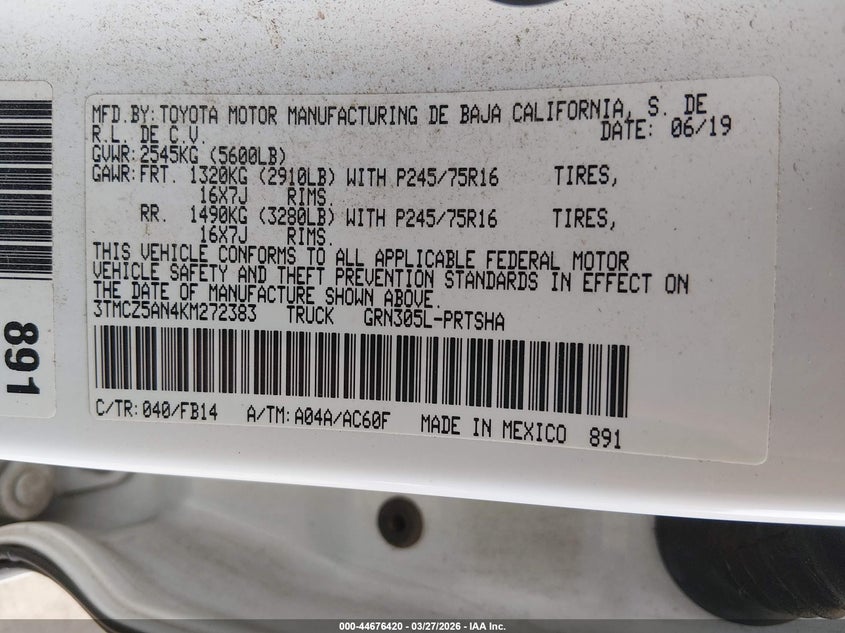 MFD.BY:TOYOTA MOTOR MANUFACTURING DE BAJA CALIFORNIA, S. DE
R.L. DE C.V. DATE: 06/19
GVWR:2545KG (5600LB)
GAWR:FRT. 1320KG (2910LB) WITH P245/75R16 TIRES,
16X7J RIMS.
RR. 1490KG (3280LB) WITH P245/75R16 TIRES,
16X7J RIMS.
THIS VEHICLE CONFORMS TO ALL APPLICABLE FEDERAL MOTOR
VEHICLE SAFETY AND THEFT PREVENTION STANDARDS IN EFFECT ON
THE DATE OF MANUFACTURE SHOWN ABOVE.
3TMCZ5AN4KM272383 TRUCK GRN305L-PRTSHA
C/TR:040/FB14 A/TM:A04A/AC60F MADE IN MEXICO 891
891
000-44676420 — 03/27/2026 — IAA Inc.